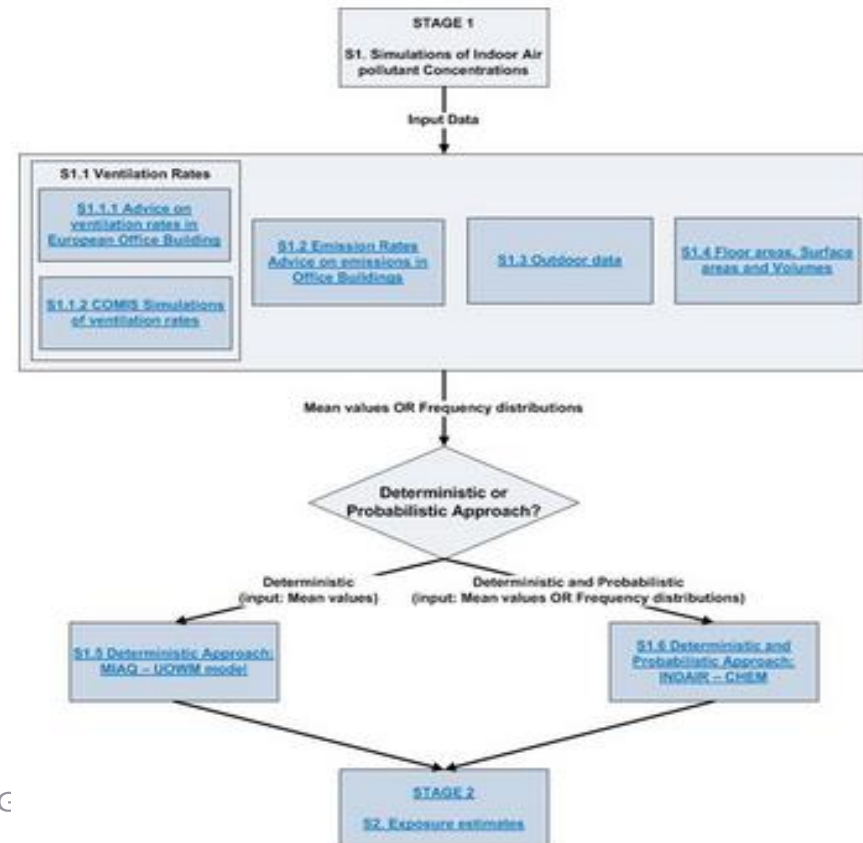 STAGE 1
S1. Simulations of Indoor Air
pollutant Concentrations
Input Data
S1.1 Ventilation Rates
S1.1.1 Advice on
ventilation rates in
European Office Building
S1.1.2 COMIS Simulations
of ventilation rates
S1.2 Emission Rates
Advice on emissions in
Office Buildings
S1.3 Outdoor data
S1.4 Floor areas, Surface
areas and Volumes
Mean values OR Frequency distributions
Deterministic or
Probabilistic Approach?
Deterministic
(input: Mean values)
Deterministic and Probabilistic
(input: Mean values OR Frequency distributions)
S1.5 Deterministic Approach:
MIAQ – UOWM model
S1.6 Deterministic and
Probabilistic Approach:
INDAIR – CHEM
STAGE 2
S2. Exposure estimates